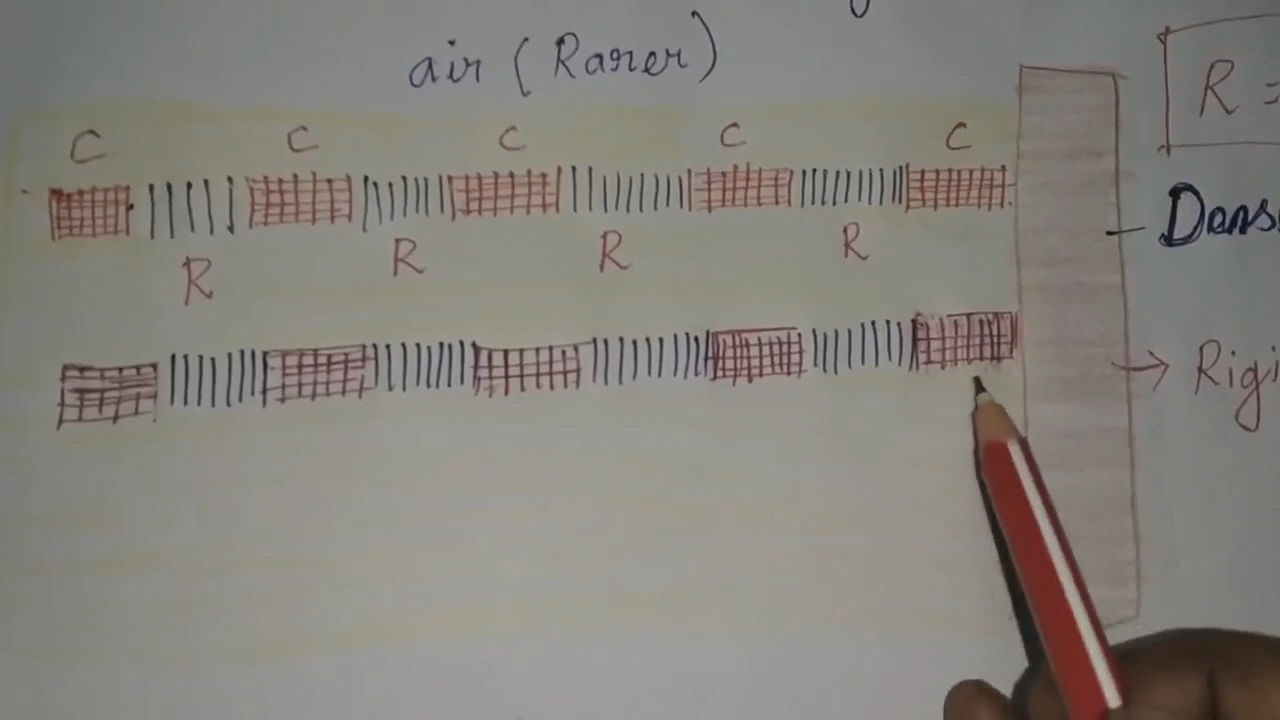 air (Rarer)
R =
C C C C C
Dens
R R R R
Rigi